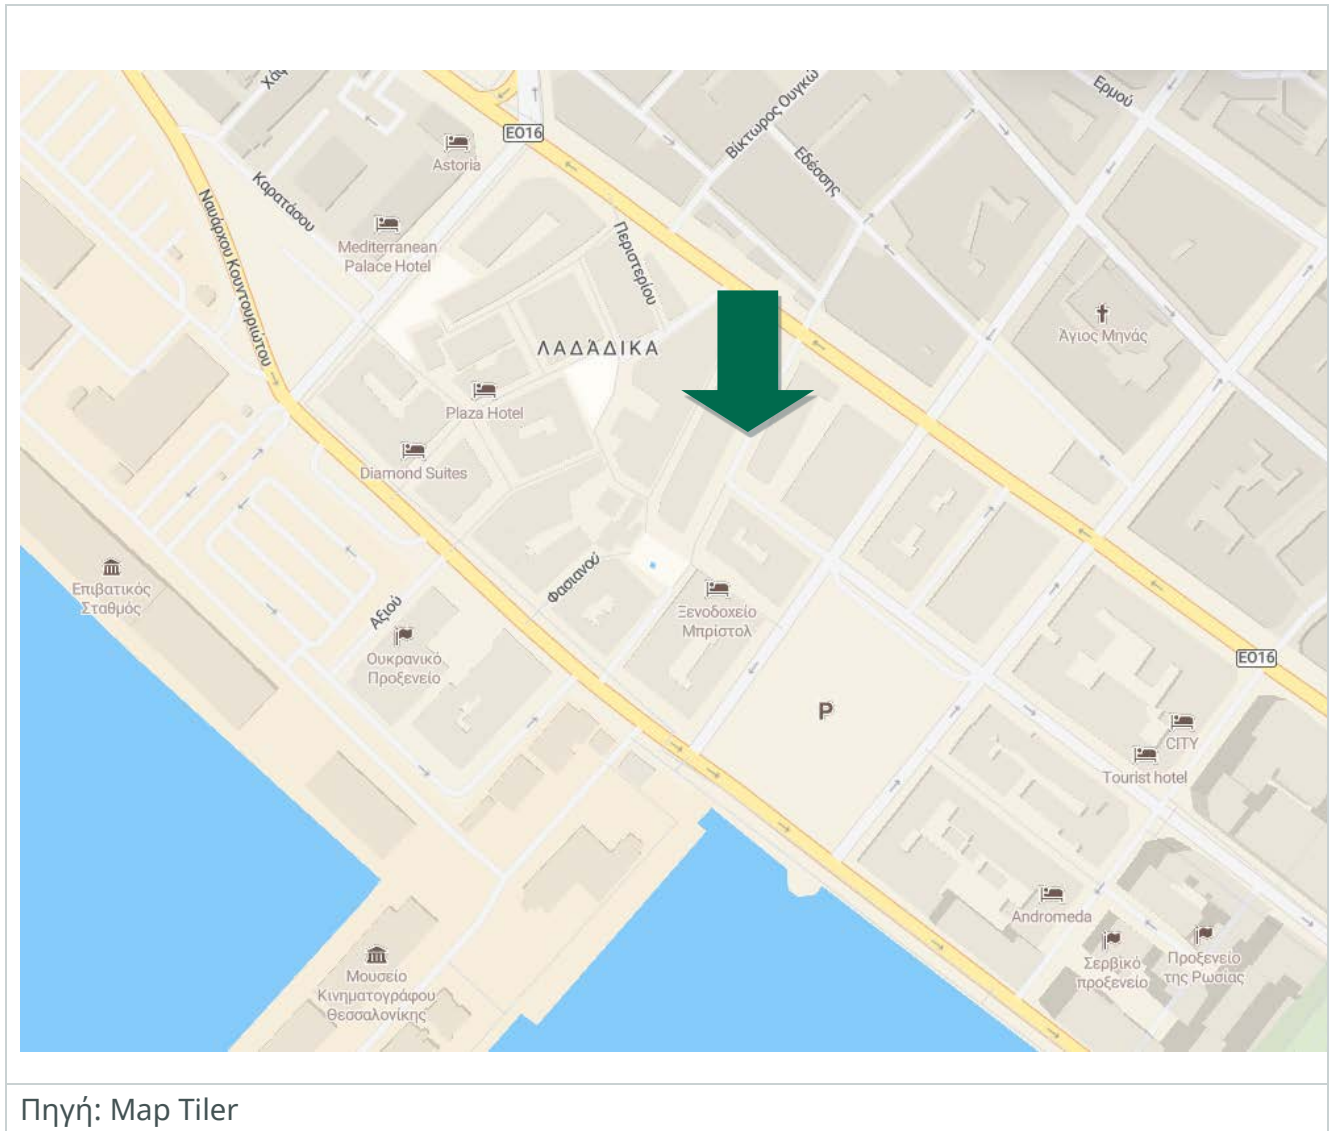 Χάψ
Βίκτωρος Ουγκώ
Ερμού
ΕΟ16
Astoria
Εδέσσης
Καρατάσου
Ναυάρχου Κουντουριώτου
Mediterranean
Palace Hotel
Περιστερίου
Άγιος Μηνάς
ΛΑΔΆΔΙΚΑ
Plaza Hotel
Diamond Suites
Επιβατικός
Σταθμός
Φασιανού
Αξιού
Ξενοδοχείο
Μπρίστολ
Ουκρανικό
Προξενείο
ΕΟ16
P
CITY
Tourist hotel
Andromeda
Σερβικό
προξενείο
Προξενείο
της Ρωσίας
Μουσείο
Κινηματογράφου
Θεσσαλονίκης
Πηγή: Map Tiler